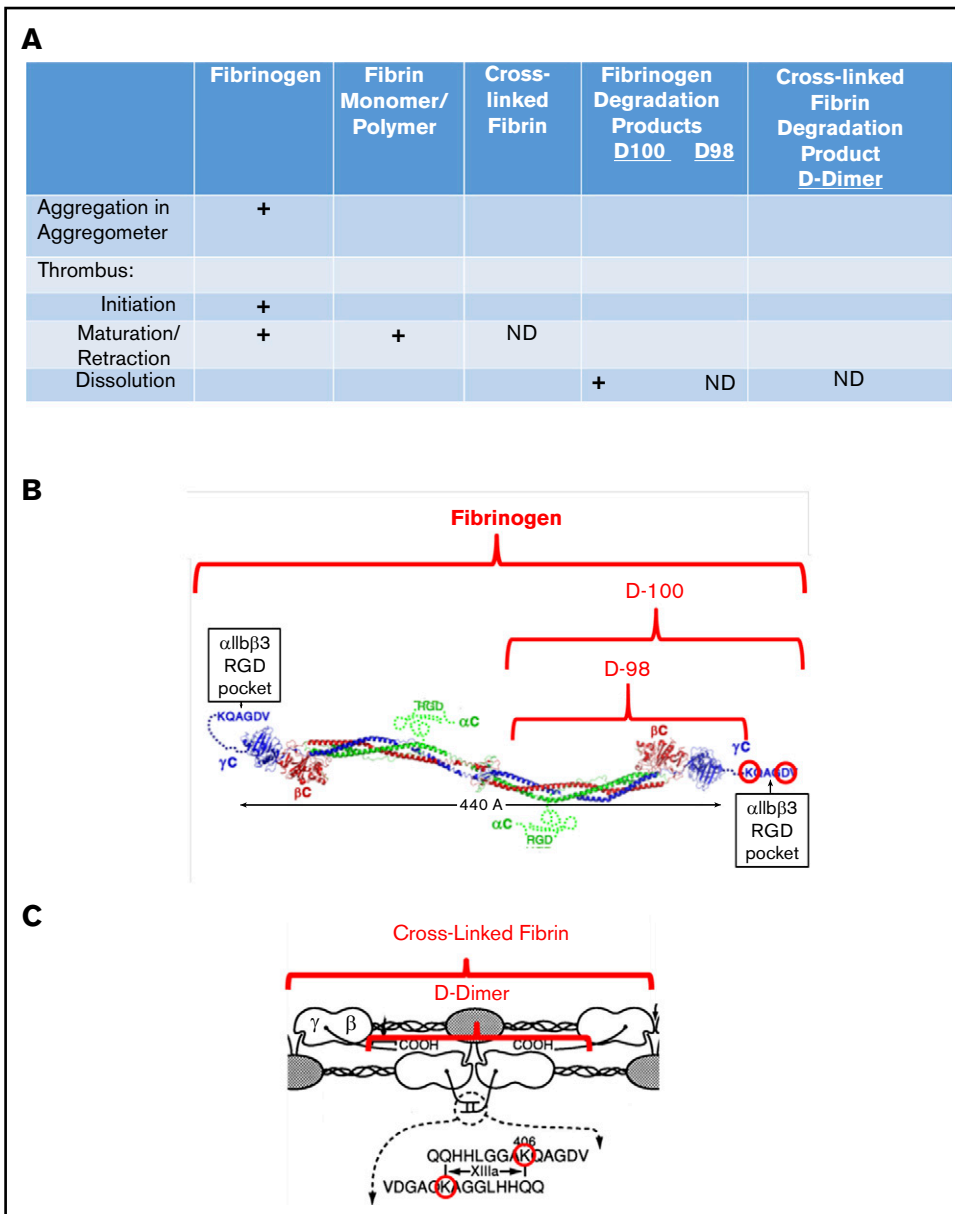 A
Fibrinogen
Fibrin
Monomer/
Polymer
Cross-
linked
Fibrin
Fibrinogen
Degradation
Products
D100 D98
Cross-linked
Fibrin
Degradation
Product
D-Dimer
Aggregation in
Aggregometer
+
Thrombus:
Initiation
+
Maturation/
Retraction
+ + ND
Dissolution
+ ND ND
B
Fibrinogen
D-100
D-98
αIIbβ3
RGD
pocket
KQAGDV
αC
γC
βC
βC
γC
KQAGDV
440 A
αC
RGD
αIIbβ3
RGD
pocket
C
Cross-Linked Fibrin
D-Dimer
γ β
COOH COOH
406
QQHHLGGAKQAGDV
XIIIa
VDGAQKAGGLHHQQ